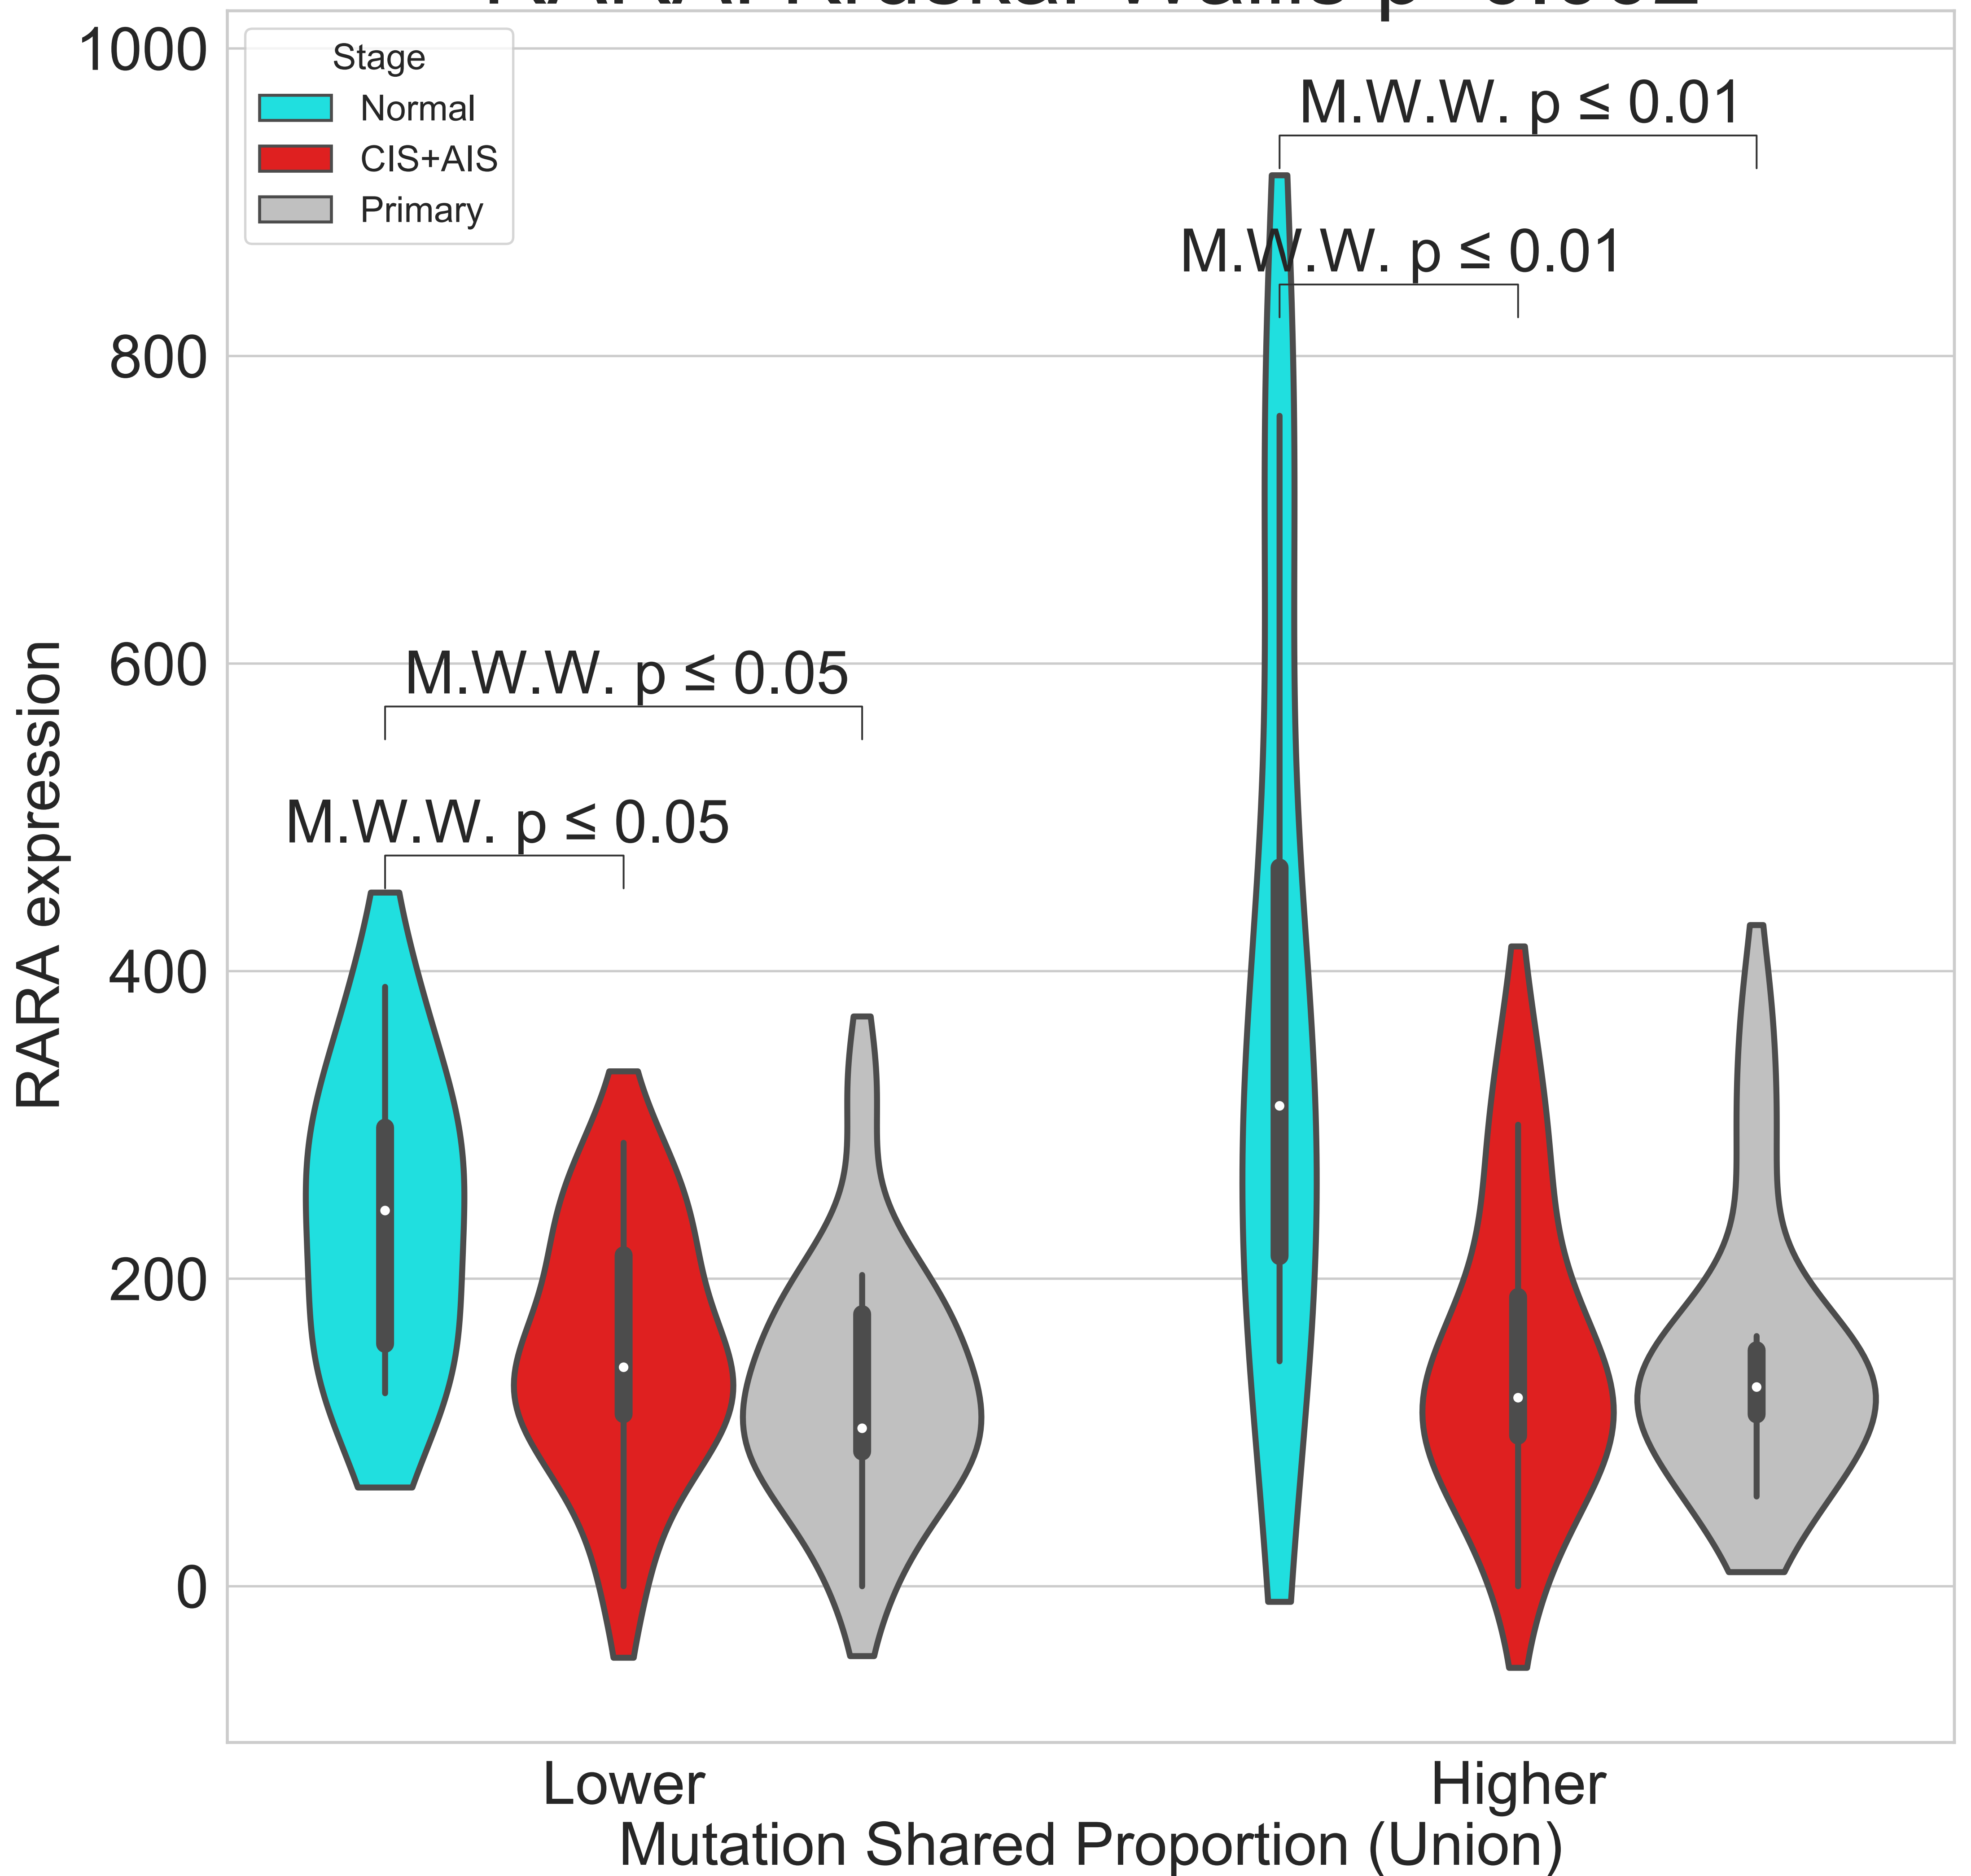 1000
800
600
400
200
0
RARA expression
Stage
Normal
CIS+AIS
Primary
M.W.W. p ≤ 0.01
M.W.W. p ≤ 0.01
M.W.W. p ≤ 0.05
M.W.W. p ≤ 0.05
Lower
Higher
Mutation Shared Proportion (Union)